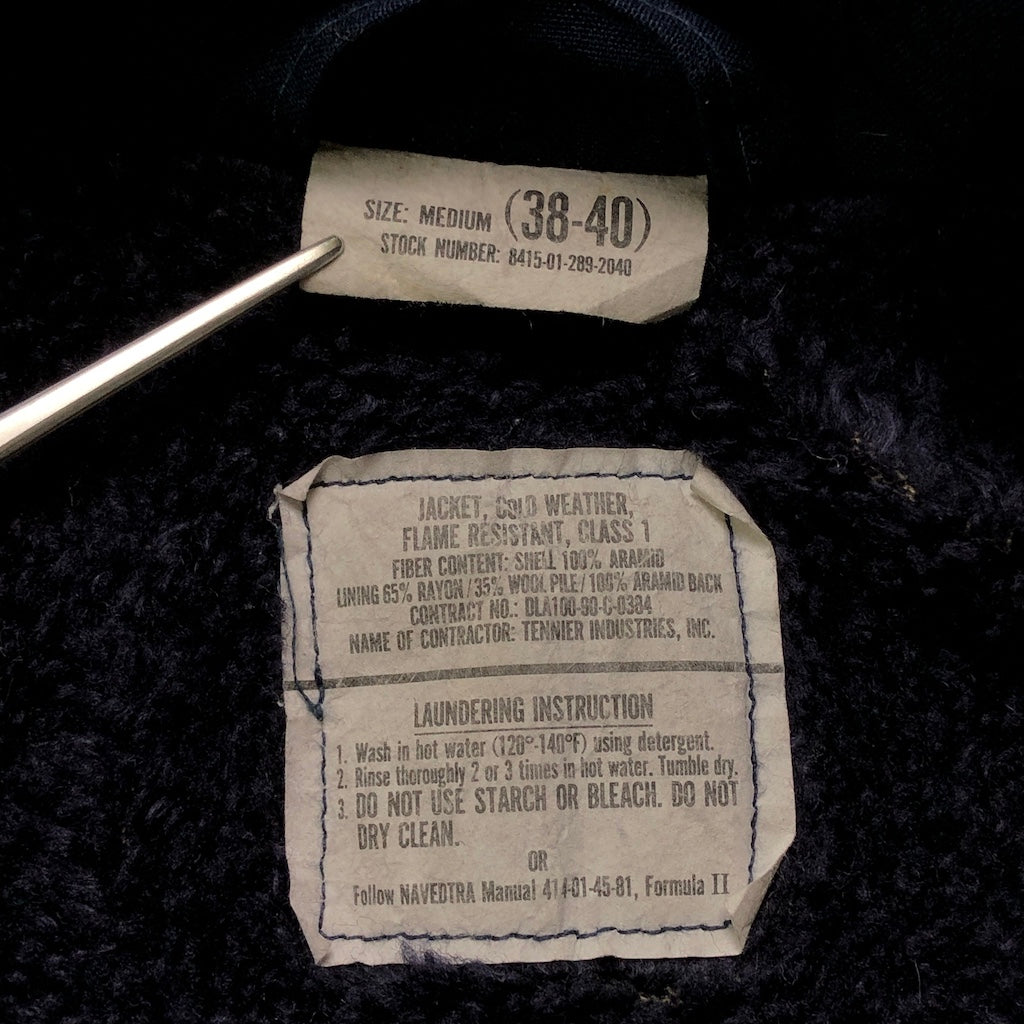 SIZE: MEDIUM (38-40)
STOCK NUMBER: 8415-01-289-2040
JACKET, COLD WEATHER,
FLAME RESISTANT, CLASS 1
FIBER CONTENT: SHELL 100% ARAMID
LINING 65% RAYON/35% WOOL PILE/100% ARAMID BACK
CONTRACT NO.: DLA100-90-C-0384
NAME OF CONTRACTOR: TENNIER INDUSTRIES, INC.
LAUNDERING INSTRUCTION
1. Wash in hot water (120°-140°F) using detergent.
2. Rinse thoroughly 2 or 3 times in hot water. Tumble dry.
3. DO NOT USE STARCH OR BLEACH. DO NOT
DRY CLEAN.
OR
Follow NAVEDTRA Manual 414-01-45-81, Formula II